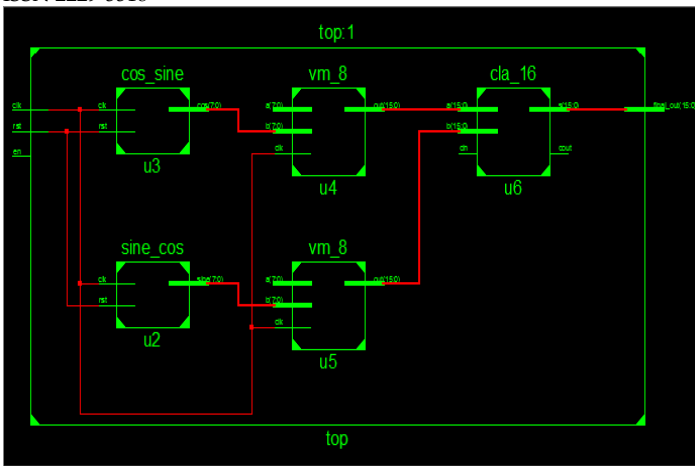 top:1
cos_sine vm_8 cla_16
clk clk cos(7:0) a(7:0) out(15:0) a(15:0) s(15:0) final_out(15:0)
rst rst b(7:0) b(15:0)
en clk cin cout
u3 u4 u6
sine_cos vm_8
clk sine(7:0) a(7:0) out(15:0)
rst b(7:0)
clk
u2 u5
top